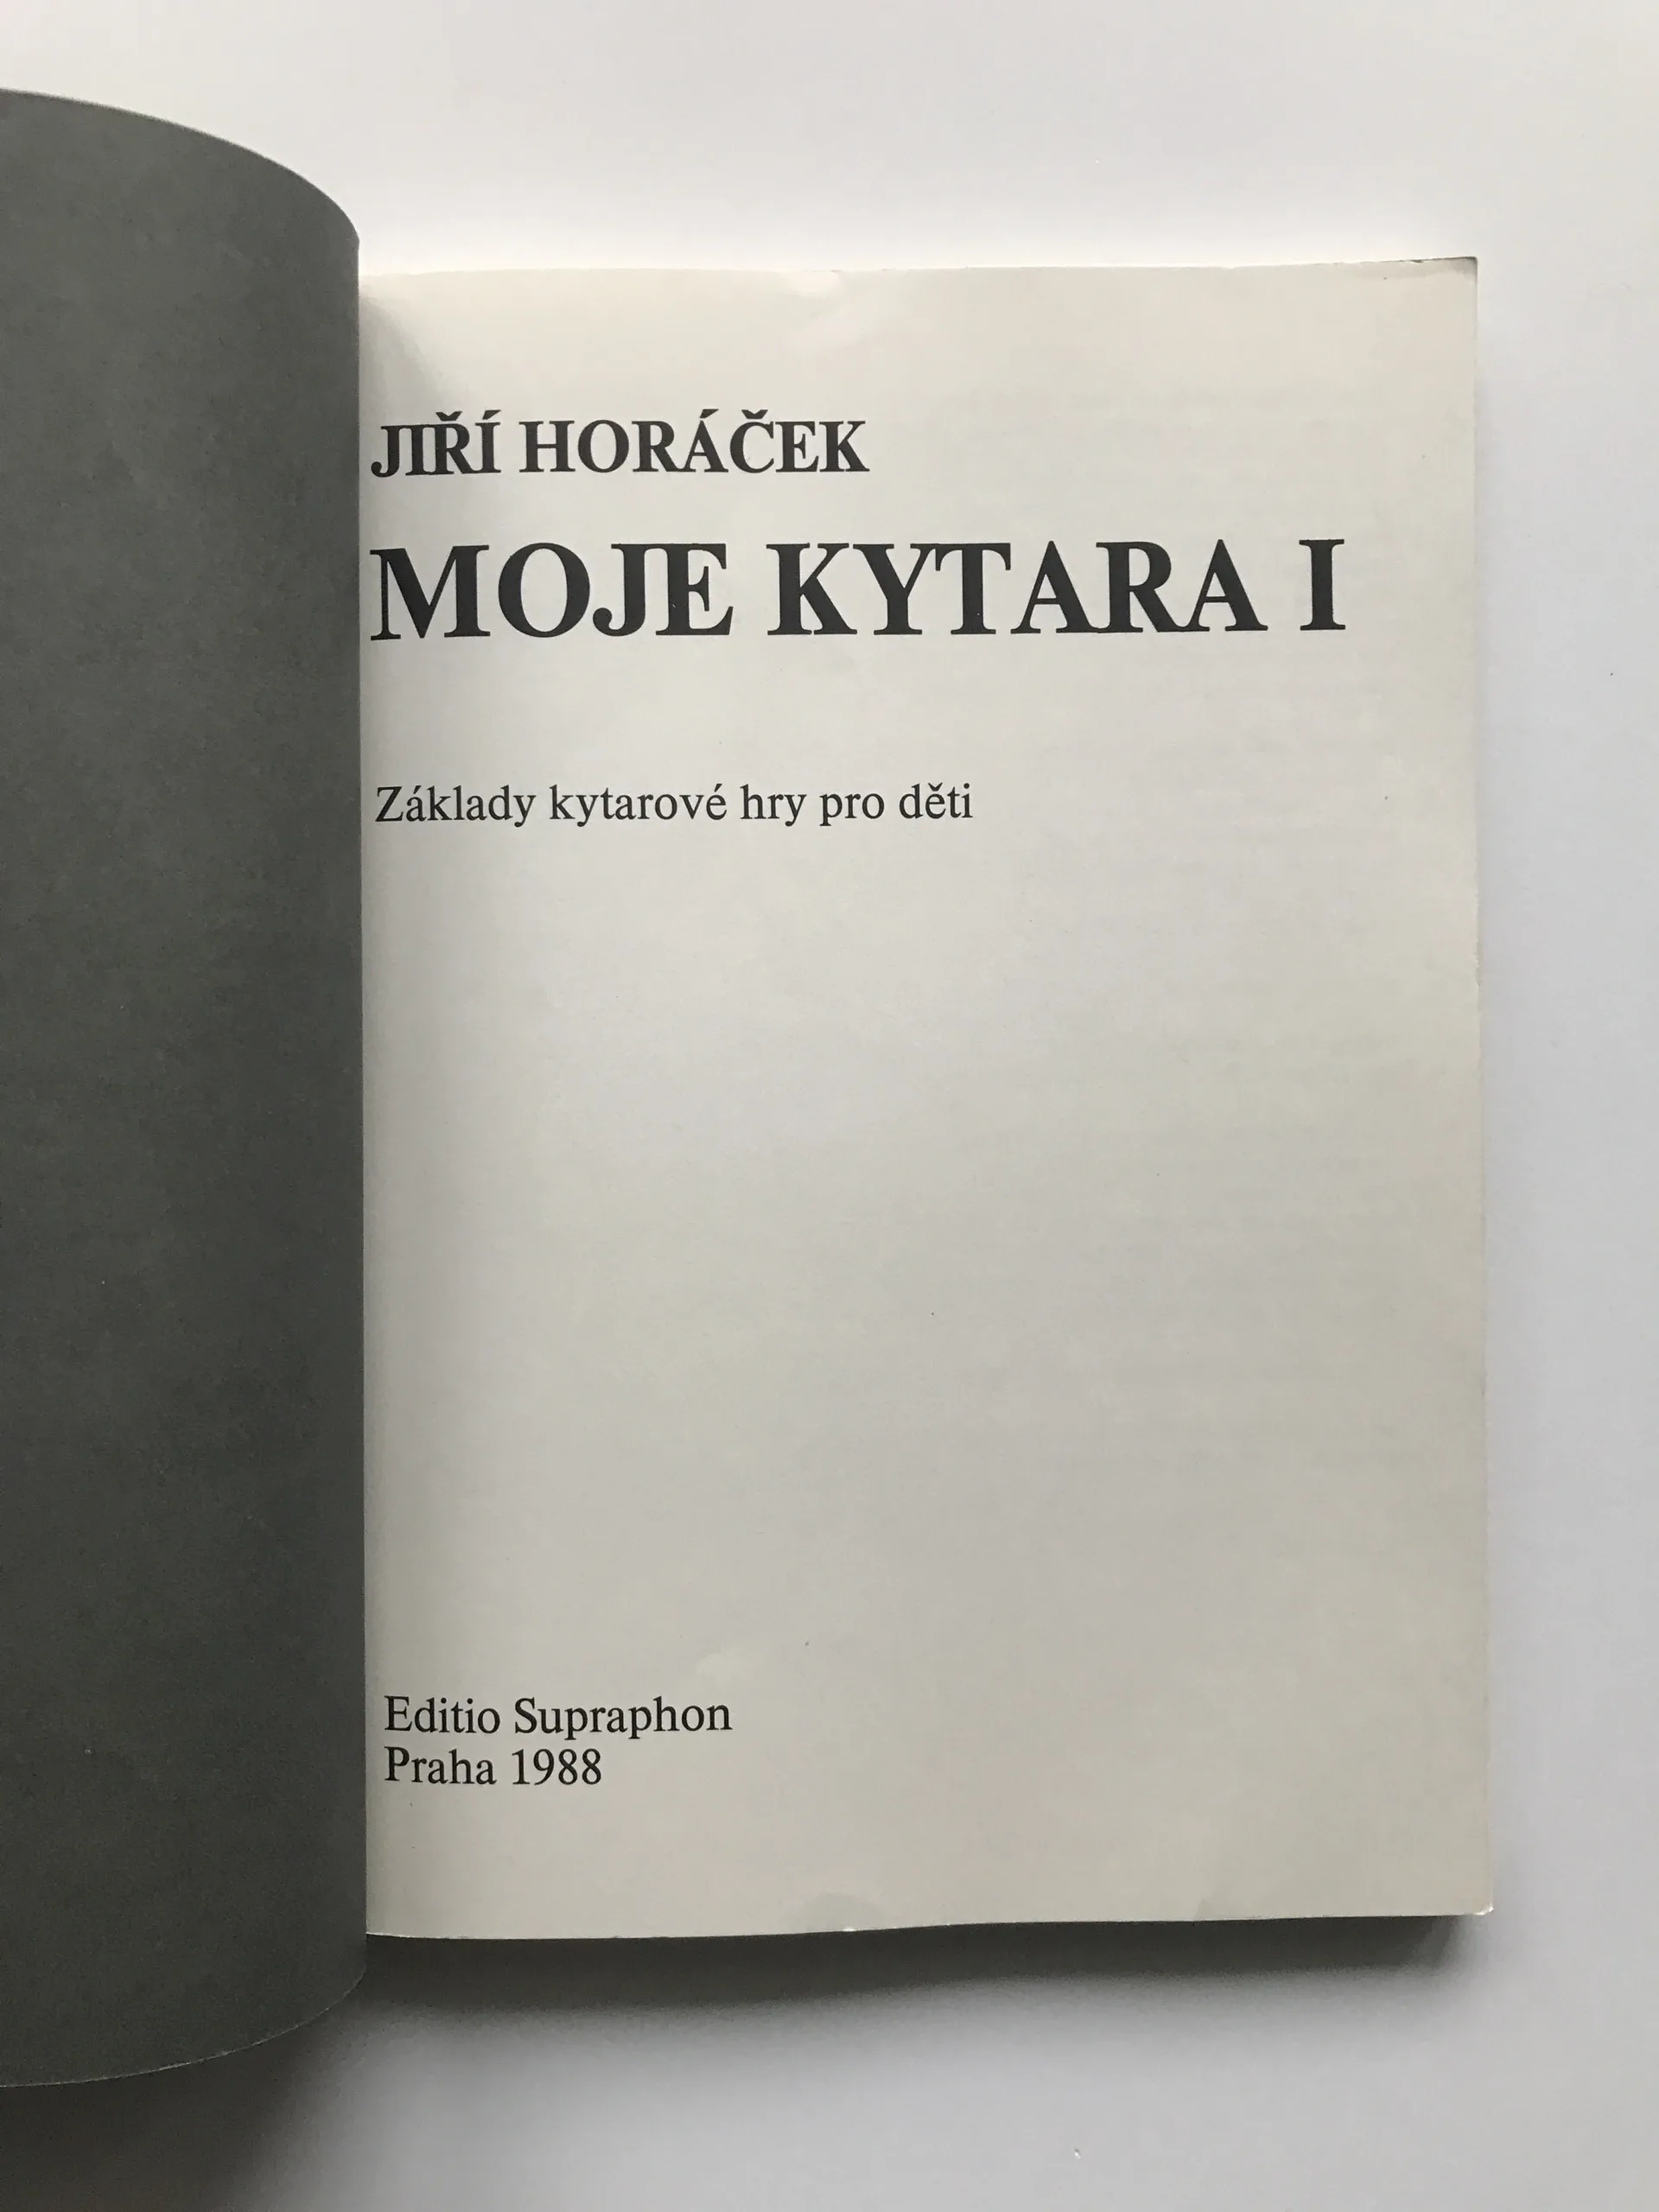 JIŘÍ HORÁČEK
MOJE KYTARA I
Základy kytarové hry pro děti
Editio Supraphon
Praha 1988